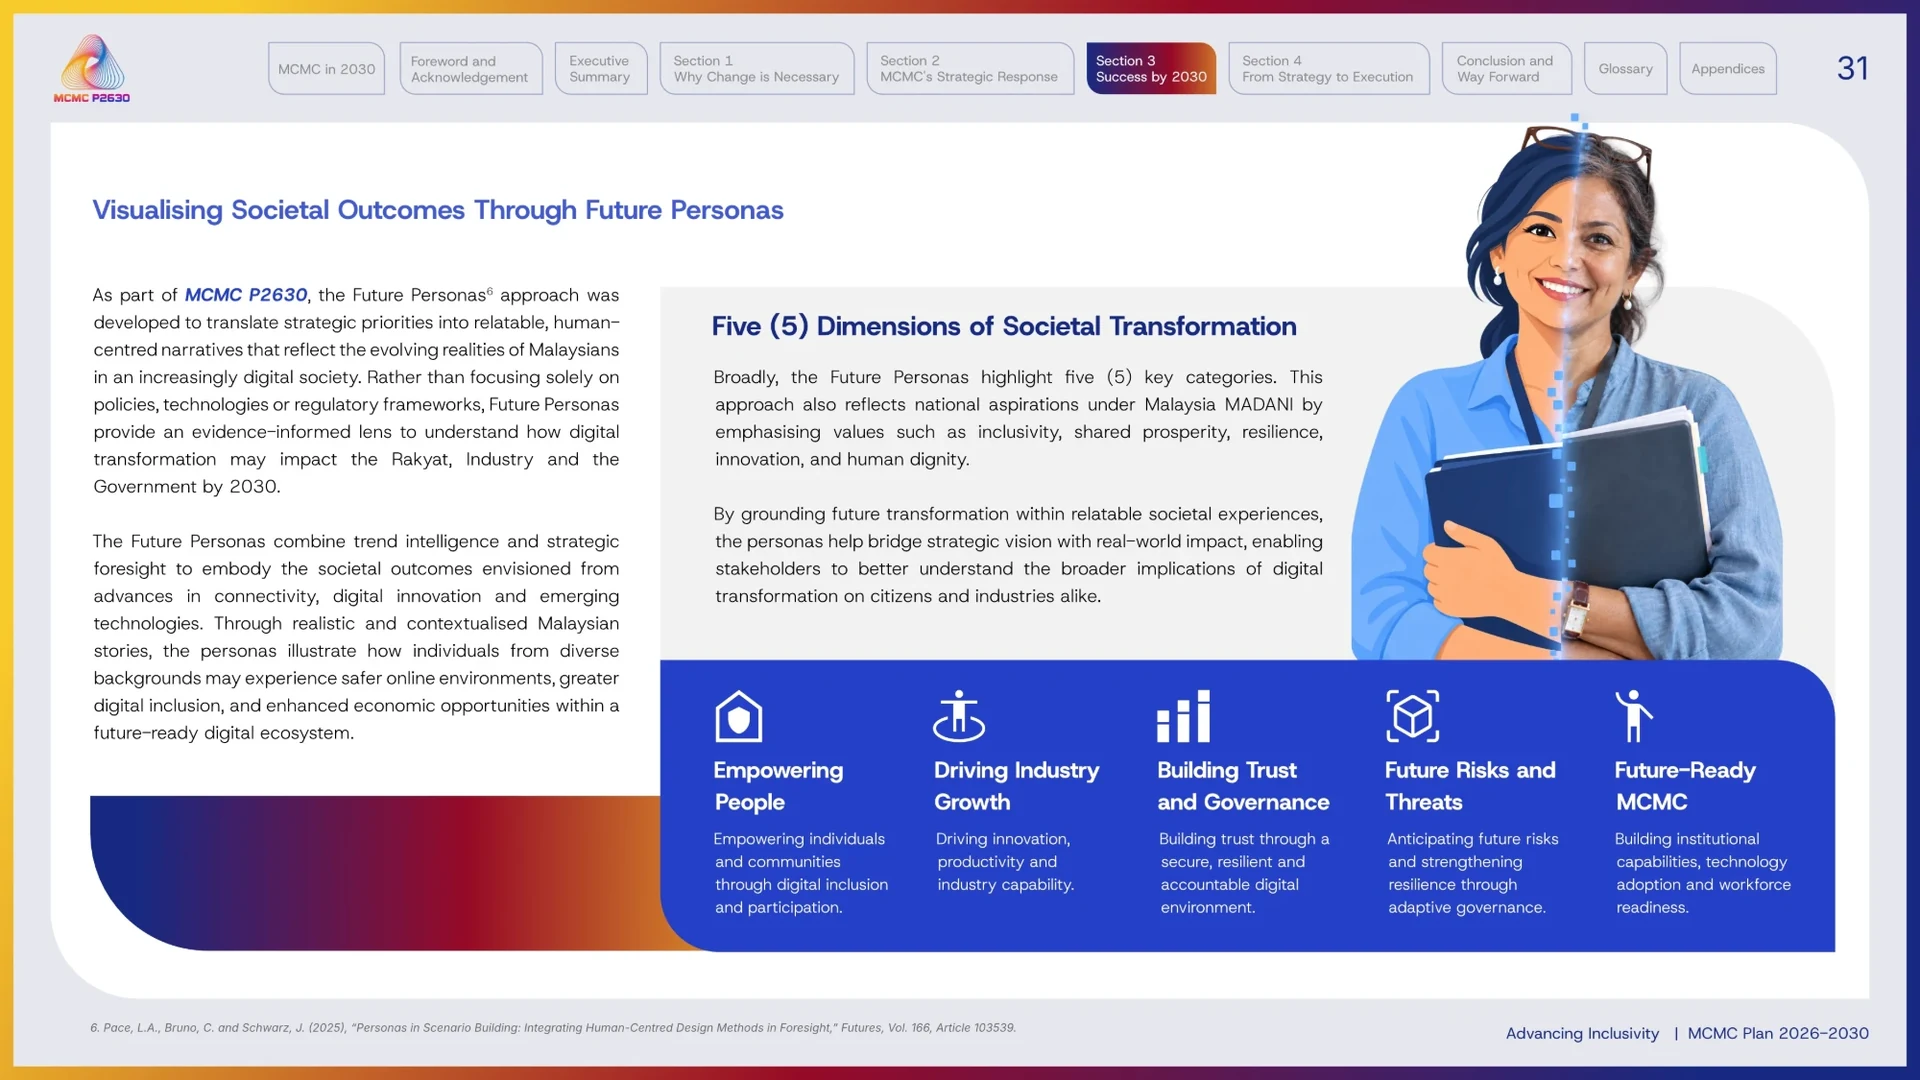 MCMC P2630
MCMC in 2030
Foreword and
Acknowledgement
Executive
Summary
Section 1
Why Change is Necessary
Section 2
MCMC's Strategic Response
Section 3
Success by 2030
Section 4
From Strategy to Execution
Conclusion and
Way Forward
Glossary
Appendices
31
Visualising Societal Outcomes Through Future Personas
As part of MCMC P2630, the Future Personas⁶ approach was
developed to translate strategic priorities into relatable, human-
centred narratives that reflect the evolving realities of Malaysians
in an increasingly digital society. Rather than focusing solely on
policies, technologies or regulatory frameworks, Future Personas
provide an evidence-informed lens to understand how digital
transformation may impact the Rakyat, Industry and the
Government by 2030.
The Future Personas combine trend intelligence and strategic
foresight to embody the societal outcomes envisioned from
advances in connectivity, digital innovation and emerging
technologies. Through realistic and contextualised Malaysian
stories, the personas illustrate how individuals from diverse
backgrounds may experience safer online environments, greater
digital inclusion, and enhanced economic opportunities within a
future-ready digital ecosystem.
Five (5) Dimensions of Societal Transformation
Broadly, the Future Personas highlight five (5) key categories. This
approach also reflects national aspirations under Malaysia MADANI by
emphasising values such as inclusivity, shared prosperity, resilience,
innovation, and human dignity.
By grounding future transformation within relatable societal experiences,
the personas help bridge strategic vision with real-world impact, enabling
stakeholders to better understand the broader implications of digital
transformation on citizens and industries alike.
Empowering
People
Empowering individuals
and communities
through digital inclusion
and participation.
Driving Industry
Growth
Driving innovation,
productivity and
industry capability.
Building Trust
and Governance
Building trust through a
secure, resilient and
accountable digital
environment.
Future Risks and
Threats
Anticipating future risks
and strengthening
resilience through
adaptive governance.
Future-Ready
MCMC
Building institutional
capabilities, technology
adoption and workforce
readiness.
6. Pace, L.A., Bruno, C. and Schwarz, J. (2025), “Personas in Scenario Building: Integrating Human-Centred Design Methods in Foresight,” Futures, Vol. 166, Article 103539.
Advancing Inclusivity | MCMC Plan 2026-2030